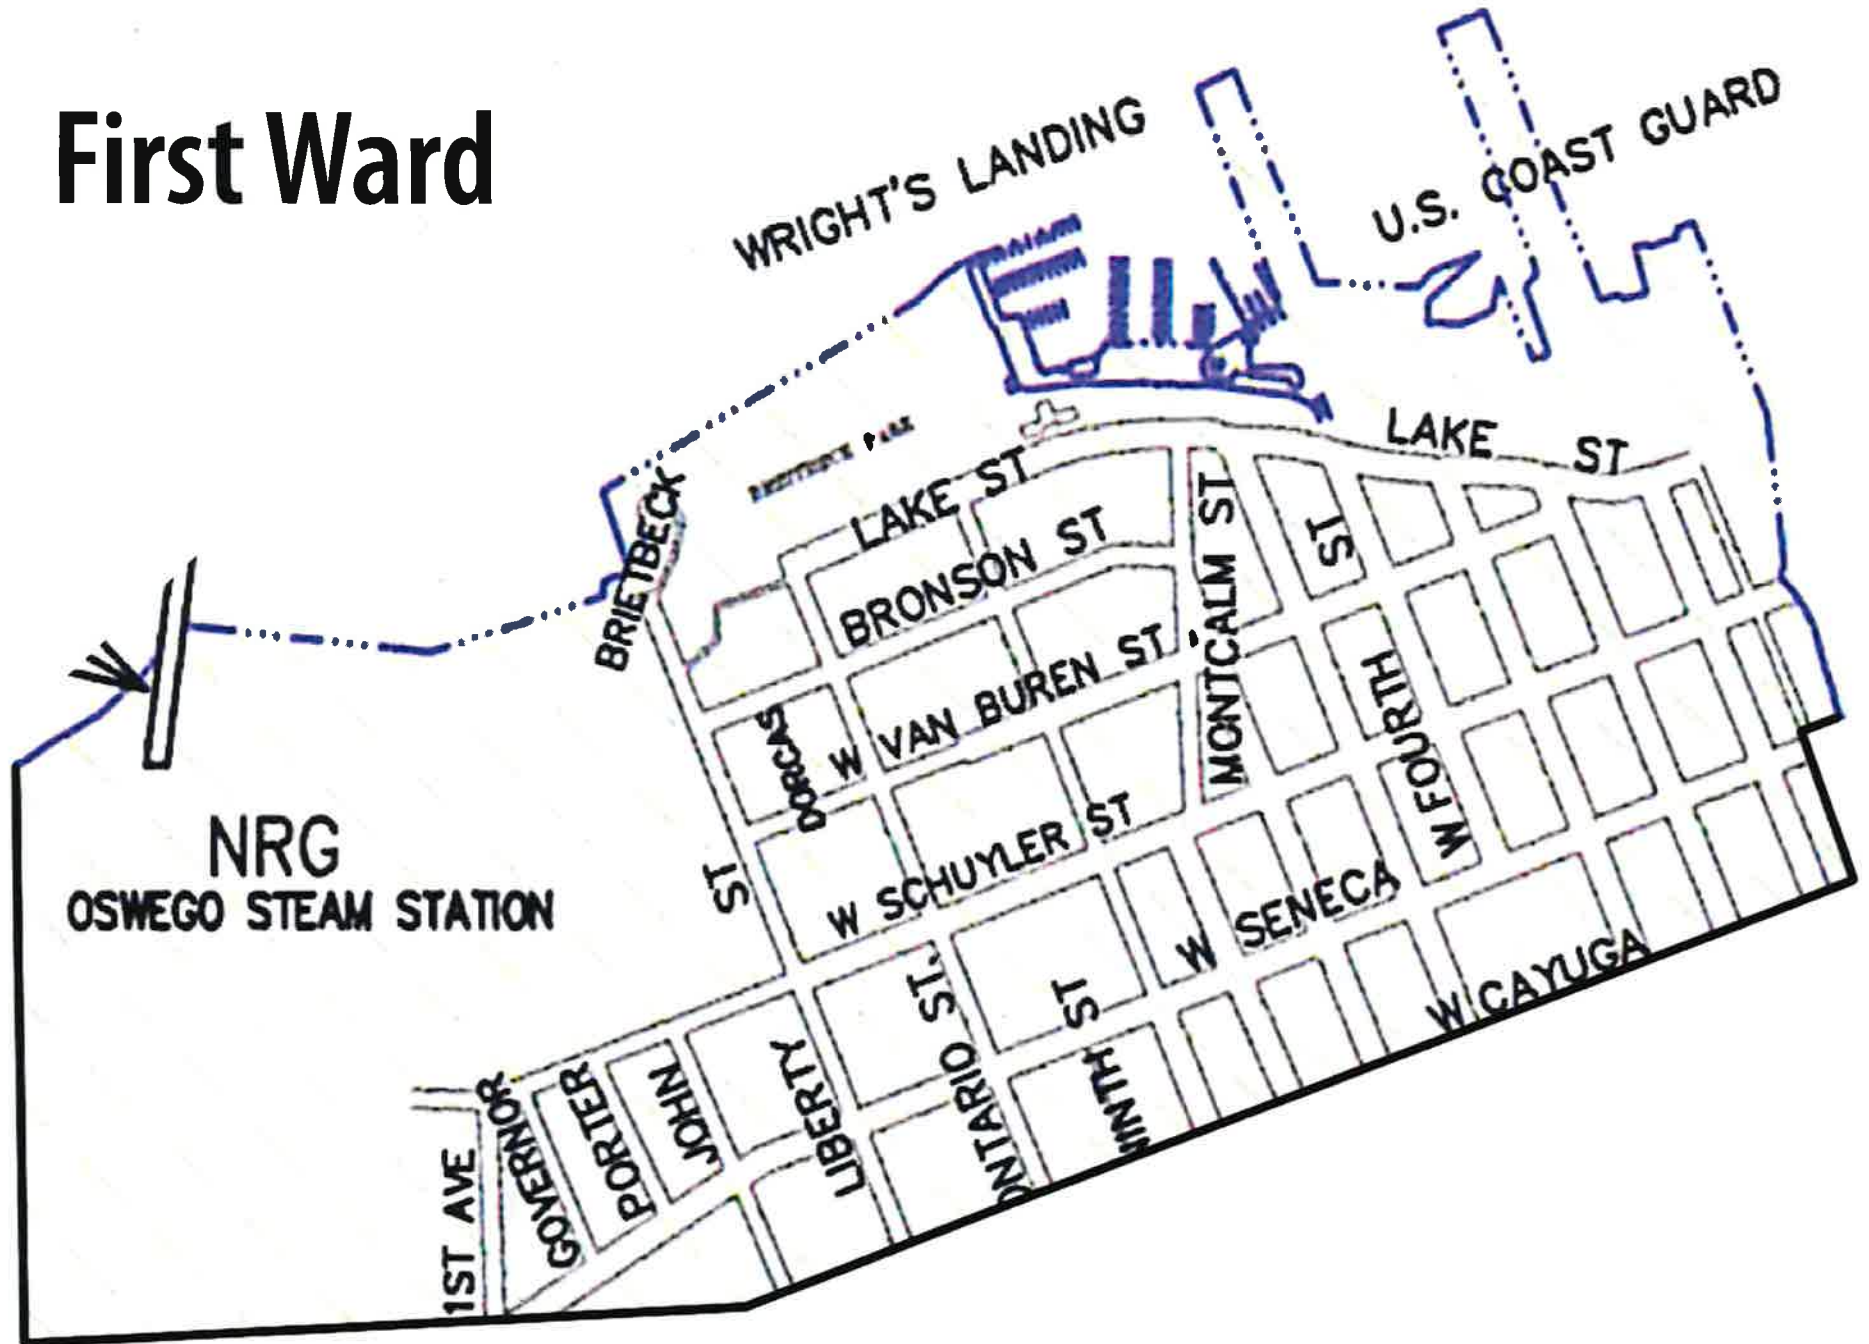 First Ward
WRIGHT'S LANDING
U.S. COAST GUARD
PARK
LAKE ST
LAKE ST
BRIETBECK
ST
BRONSON ST
MONTCALM ST
ST
W FOURTH
W VAN BUREN ST
DORCAS
W SCHUYLER ST
W SENECA
W CAYUGA
NRG
OSWEGO STEAM STATION
1ST AVE
GOVERNOR
PORTER
JOHN
LIBERTY
ONTARIO ST.
NINTH ST